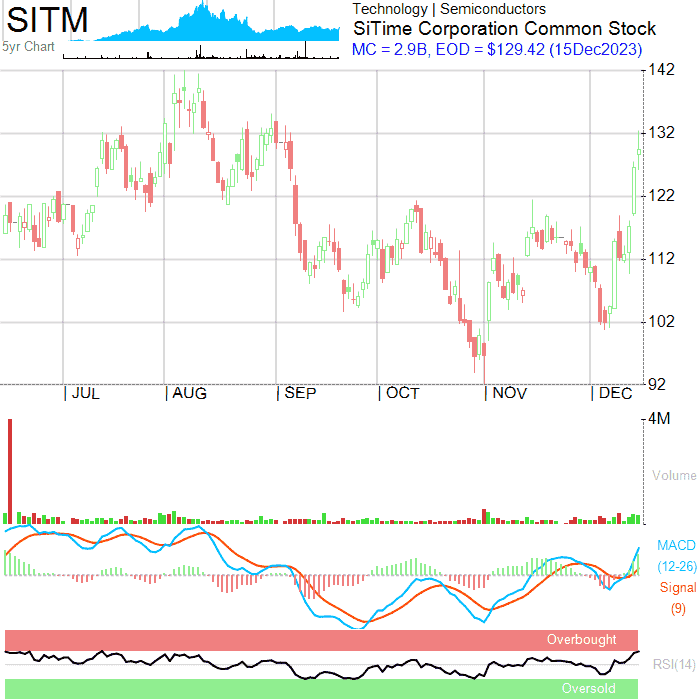 SITM
5yr Chart
Technology | Semiconductors
SiTime Corporation Common Stock
MC = 2.9B, EOD = $129.42 (15Dec2023)
142
132
122
112
102
92
| JUL | AUG | SEP | OCT | NOV | DEC
4M
Volume
MACD
(12-26)
Signal
(9)
Overbought
RSI(14)
Oversold